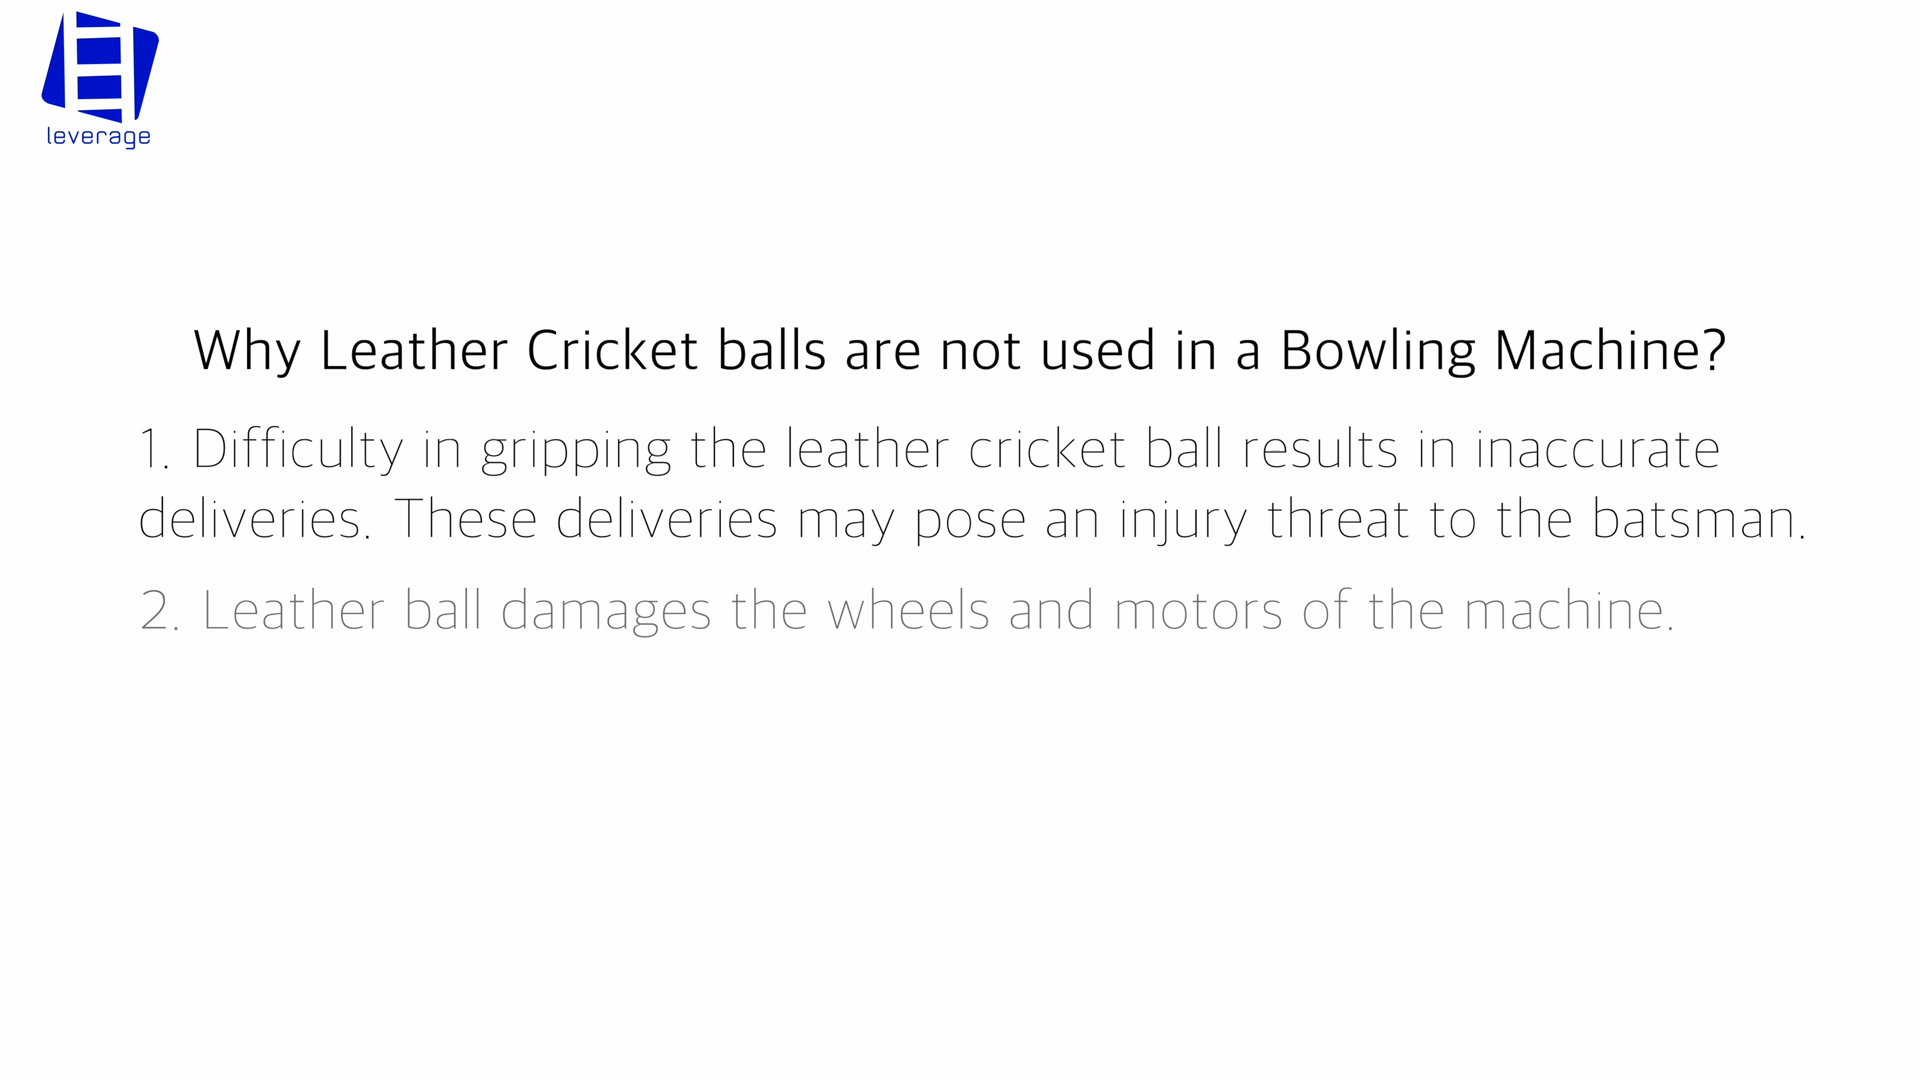 leverage
Why Leather Cricket balls are not used in a Bowling Machine?
1. Difficulty in gripping the leather cricket ball results in inaccurate
deliveries. These deliveries may pose an injury threat to the batsman.
2. Leather ball damages the wheels and motors of the machine.